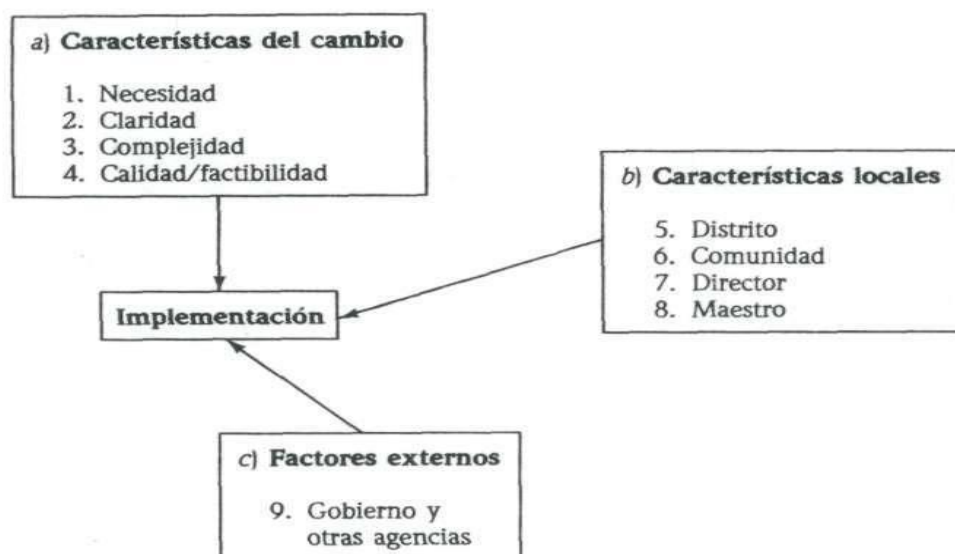 a) Características del cambio
1. Necesidad
2. Claridad
3. Complejidad
4. Calidad/factibilidad
b) Características locales
5. Distrito
6. Comunidad
7. Director
8. Maestro
Implementación
c) Factores externos
9. Gobierno y
otras agencias